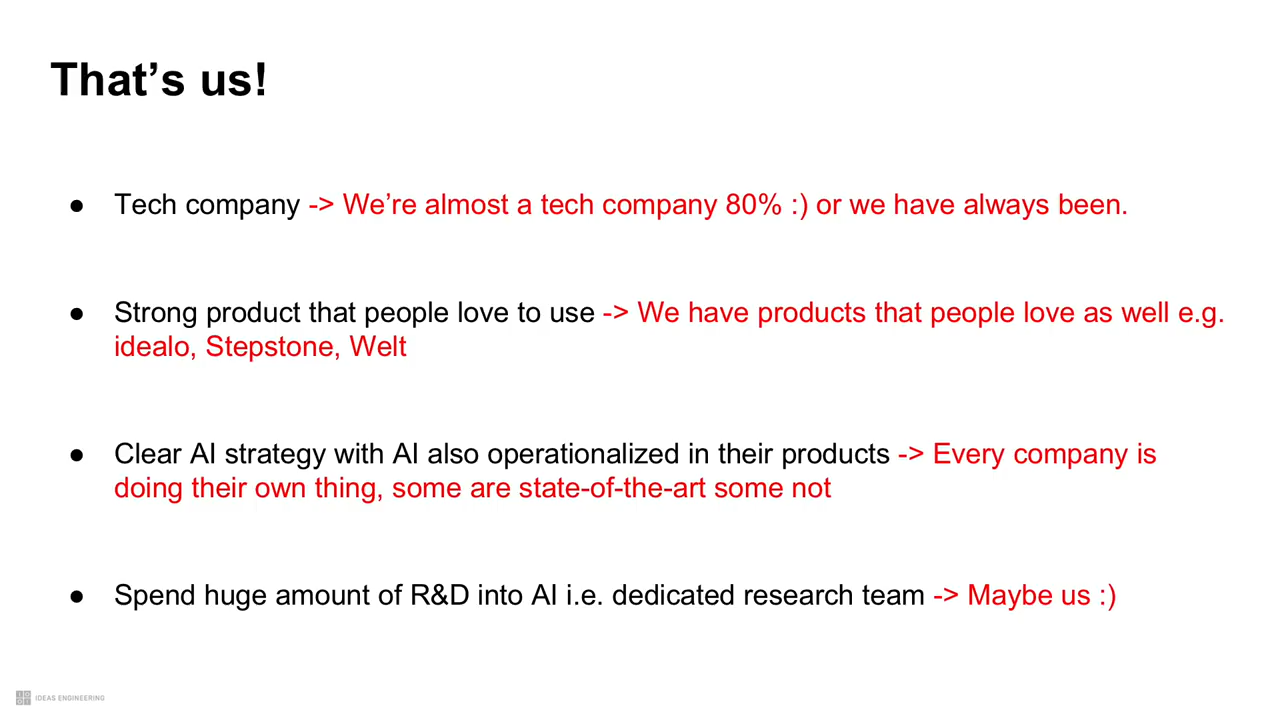 That’s us!
● Tech company -> We’re almost a tech company 80% :) or we have always been.
● Strong product that people love to use -> We have products that people love as well e.g.
idealo, Stepstone, Welt
● Clear AI strategy with AI also operationalized in their products -> Every company is
doing their own thing, some are state-of-the-art some not
● Spend huge amount of R&D into AI i.e. dedicated research team -> Maybe us :)
IDEAS ENGINEERING